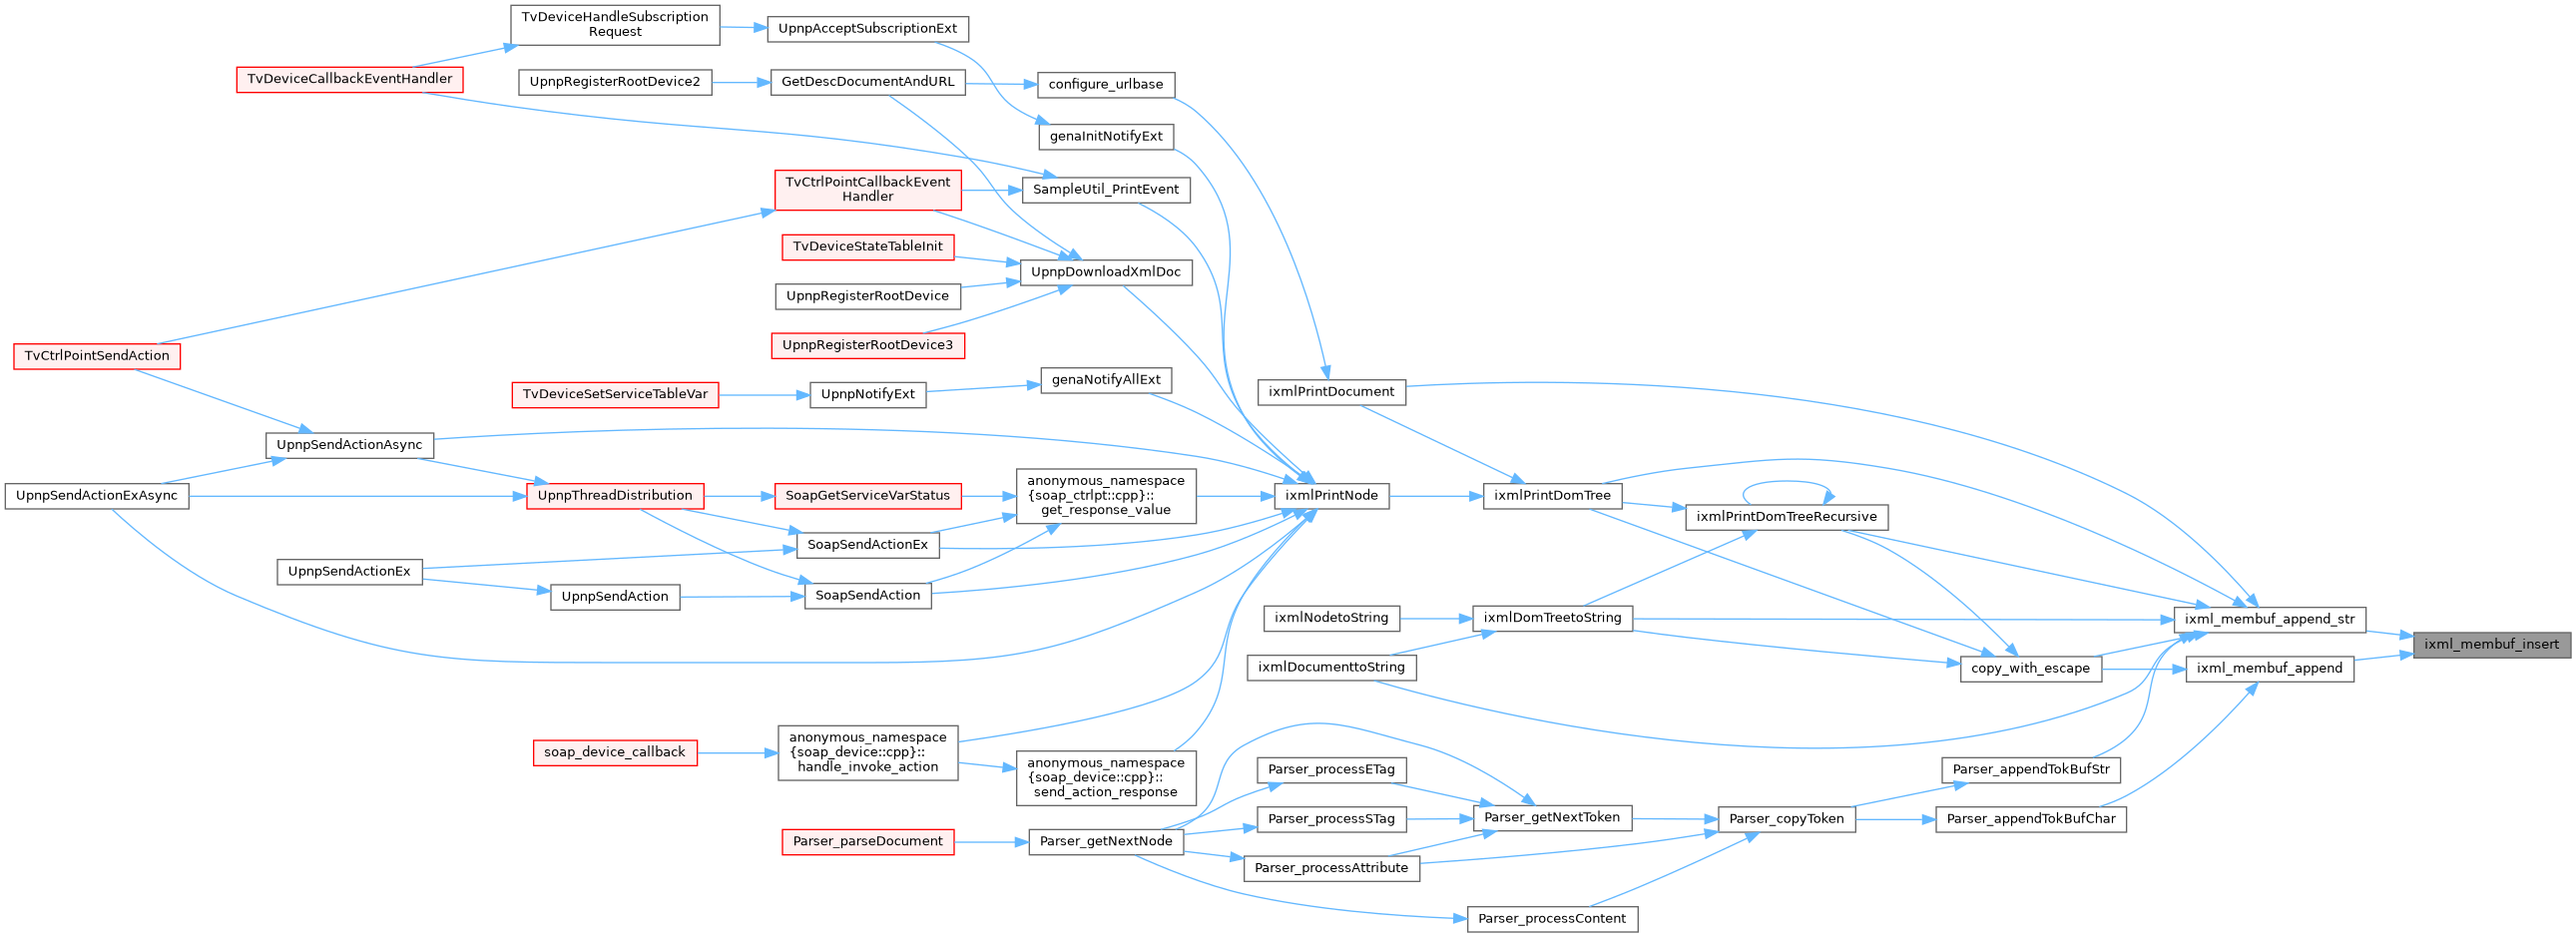 TvDeviceHandleSubscription
Request
UpnpAcceptSubscriptionExt
TvDeviceCallbackEventHandler
UpnpRegisterRootDevice2
GetDescDocumentAndURL
configure_urlbase
genaInitNotifyExt
TvCtrlPointCallbackEvent
Handler
SampleUtil_PrintEvent
TvDeviceStateTableInit
UpnpDownloadXmlDoc
UpnpRegisterRootDevice
UpnpRegisterRootDevice3
TvCtrlPointSendAction
TvDeviceSetServiceTableVar
UpnpNotifyExt
genaNotifyAllExt
ixmlPrintDocument
UpnpSendActionAsync
UpnpSendActionExAsync
UpnpThreadDistribution
SoapGetServiceVarStatus
anonymous_namespace
{soap_ctrlpt::cpp}::
get_response_value
ixmlPrintNode
ixmlPrintDomTree
ixmlPrintDomTreeRecursive
SoapSendActionEx
UpnpSendActionEx
UpnpSendAction
SoapSendAction
ixmlNodetoString
ixmlDomTreetoString
ixml_membuf_append_str
ixml_membuf_insert
ixmlDocumenttoString
copy_with_escape
ixml_membuf_append
soap_device_callback
anonymous_namespace
{soap_device::cpp}::
handle_invoke_action
anonymous_namespace
{soap_device::cpp}::
send_action_response
Parser_processETag
Parser_appendTokBufStr
Parser_processSTag
Parser_getNextToken
Parser_copyToken
Parser_appendTokBufChar
Parser_parseDocument
Parser_getNextNode
Parser_processAttribute
Parser_processContent